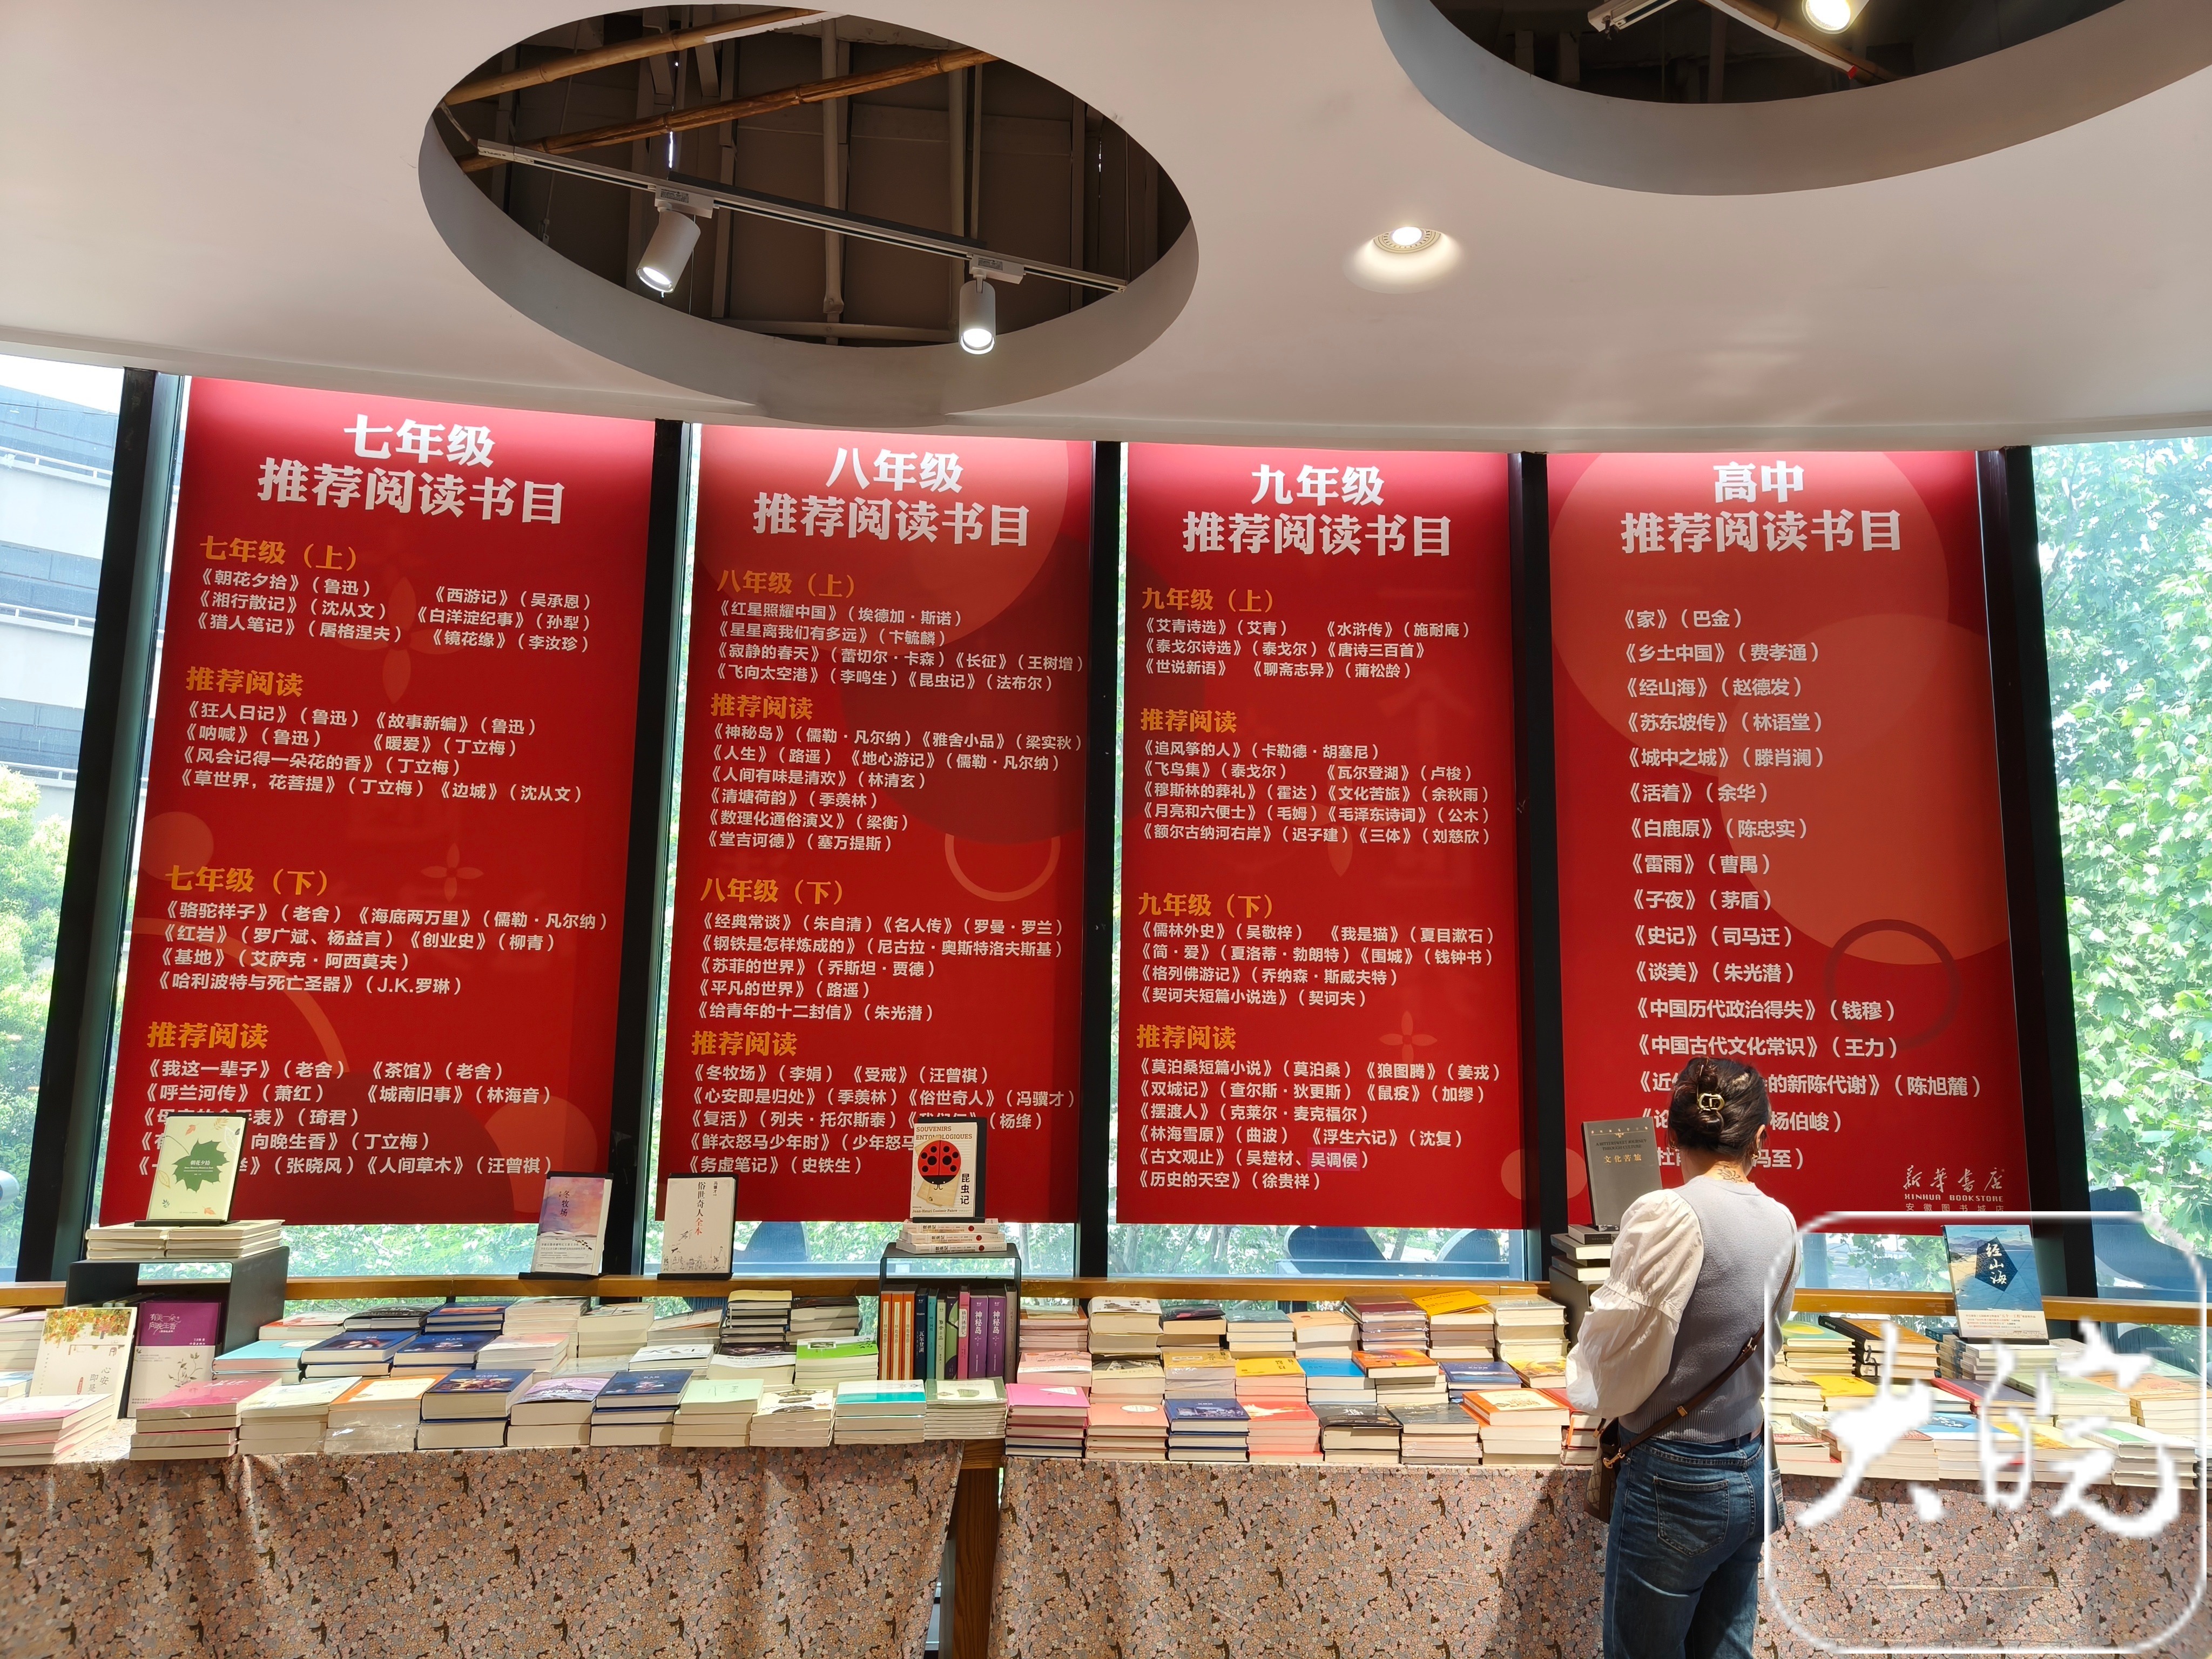 七年级
推荐阅读书目
七年级（上）
《朝花夕拾》（鲁迅） 《西游记》（吴承恩）
《湘行散记》（沈从文） 《白洋淀纪事》（孙犁）
《猎人笔记》（屠格涅夫） 《镜花缘》（李汝珍）
推荐阅读
《狂人日记》（鲁迅）《故事新编》（鲁迅）
《呐喊》（鲁迅） 《暖爱》（丁立梅）
《风会记得一朵花的香》（丁立梅）
《草世界，花菩提》（丁立梅）《边城》（沈从文）
七年级（下）
《骆驼祥子》（老舍）《海底两万里》（儒勒·凡尔纳）
《红岩》（罗广斌、杨益言）《创业史》（柳青）
《基地》（艾萨克·阿西莫夫）
《哈利波特与死亡圣器》（J.K.罗琳）
推荐阅读
《我这一辈子》（老舍） 《茶馆》（老舍）
《呼兰河传》（萧红） 《城南旧事》（林海音）
表》（琦君）
向晚生香》（丁立梅）
（张晓风）《人间草木》（汪曾祺）
八年级
推荐阅读书目
八年级（上）
《红星照耀中国》（埃德加·斯诺）
《星星离我们有多远》（卞毓麟）
《寂静的春天》（蕾切尔·卡森）《长征》（王树增）
《飞向太空港》（李鸣生）《昆虫记》（法布尔）
推荐阅读
《神秘岛》（儒勒·凡尔纳）《雅舍小品》（梁实秋）
《人生》（路遥） 《地心游记》（儒勒·凡尔纳）
《人间有味是清欢》（林清玄）
《清塘荷韵》（季羡林）
《数理化通俗演义》（梁衡）
《堂吉诃德》（塞万提斯）
八年级（下）
《经典常谈》（朱自清）《名人传》（罗曼·罗兰）
《钢铁是怎样炼成的》（尼古拉·奥斯特洛夫斯基）
《苏菲的世界》（乔斯坦·贾德）
《平凡的世界》（路遥）
《给青年的十二封信》（朱光潜）
推荐阅读
《冬牧场》（李娟） 《受戒》（汪曾祺）
《心安即是归处》（季羡林）《俗世奇人》（冯骥才）
《复活》（列夫·托尔斯泰） （杨绛）
《鲜衣怒马少年时》（少年怒马
《务虚笔记》（史铁生）
九年级
推荐阅读书目
九年级（上）
《艾青诗选》（艾青） 《水浒传》（施耐庵）
《泰戈尔诗选》（泰戈尔）《唐诗三百首》
《世说新语》 《聊斋志异》（蒲松龄）
推荐阅读
《追风筝的人》（卡勒德·胡塞尼）
《飞鸟集》（泰戈尔） 《瓦尔登湖》（卢梭）
《穆斯林的葬礼》（霍达）《文化苦旅》（余秋雨）
《月亮和六便士》（毛姆）《毛泽东诗词》（公木）
《额尔古纳河右岸》（迟子建）《三体》（刘慈欣）
九年级（下）
《儒林外史》（吴敬梓） 《我是猫》（夏目漱石）
《简·爱》（夏洛蒂·勃朗特）《围城》（钱钟书）
《格列佛游记》（乔纳森·斯威夫特）
《契诃夫短篇小说选》（契诃夫）
推荐阅读
《莫泊桑短篇小说》（莫泊桑）《狼图腾》（姜戎）
《双城记》（查尔斯·狄更斯）《鼠疫》（加缪）
《摆渡人》（克莱尔·麦克福尔）
《林海雪原》（曲波） 《浮生六记》（沈复）
《古文观止》（吴楚材、吴调侯）
《历史的天空》（徐贵祥）
高中
推荐阅读书目
《家》（巴金）
《乡土中国》（费孝通）
《经山海》（赵德发）
《苏东坡传》（林语堂）
《城中之城》（滕肖澜）
《活着》（余华）
《白鹿原》（陈忠实）
《雷雨》（曹禺）
《子夜》（茅盾）
《史记》（司马迁）
《谈美》（朱光潜）
《中国历代政治得失》（钱穆）
《中国古代文化常识》（王力）
《近 的新陈代谢》（陈旭麓）
《论 杨伯峻）
冯至）
新华书店
XINHUA BOOKSTORE
安徽图书城店
SOUVENIRS
ENTOMOLOGIQUES
昆虫记
冬牧场
俗世奇人全本
文化苦旅
经山海
神秘岛
神秘岛
大皖